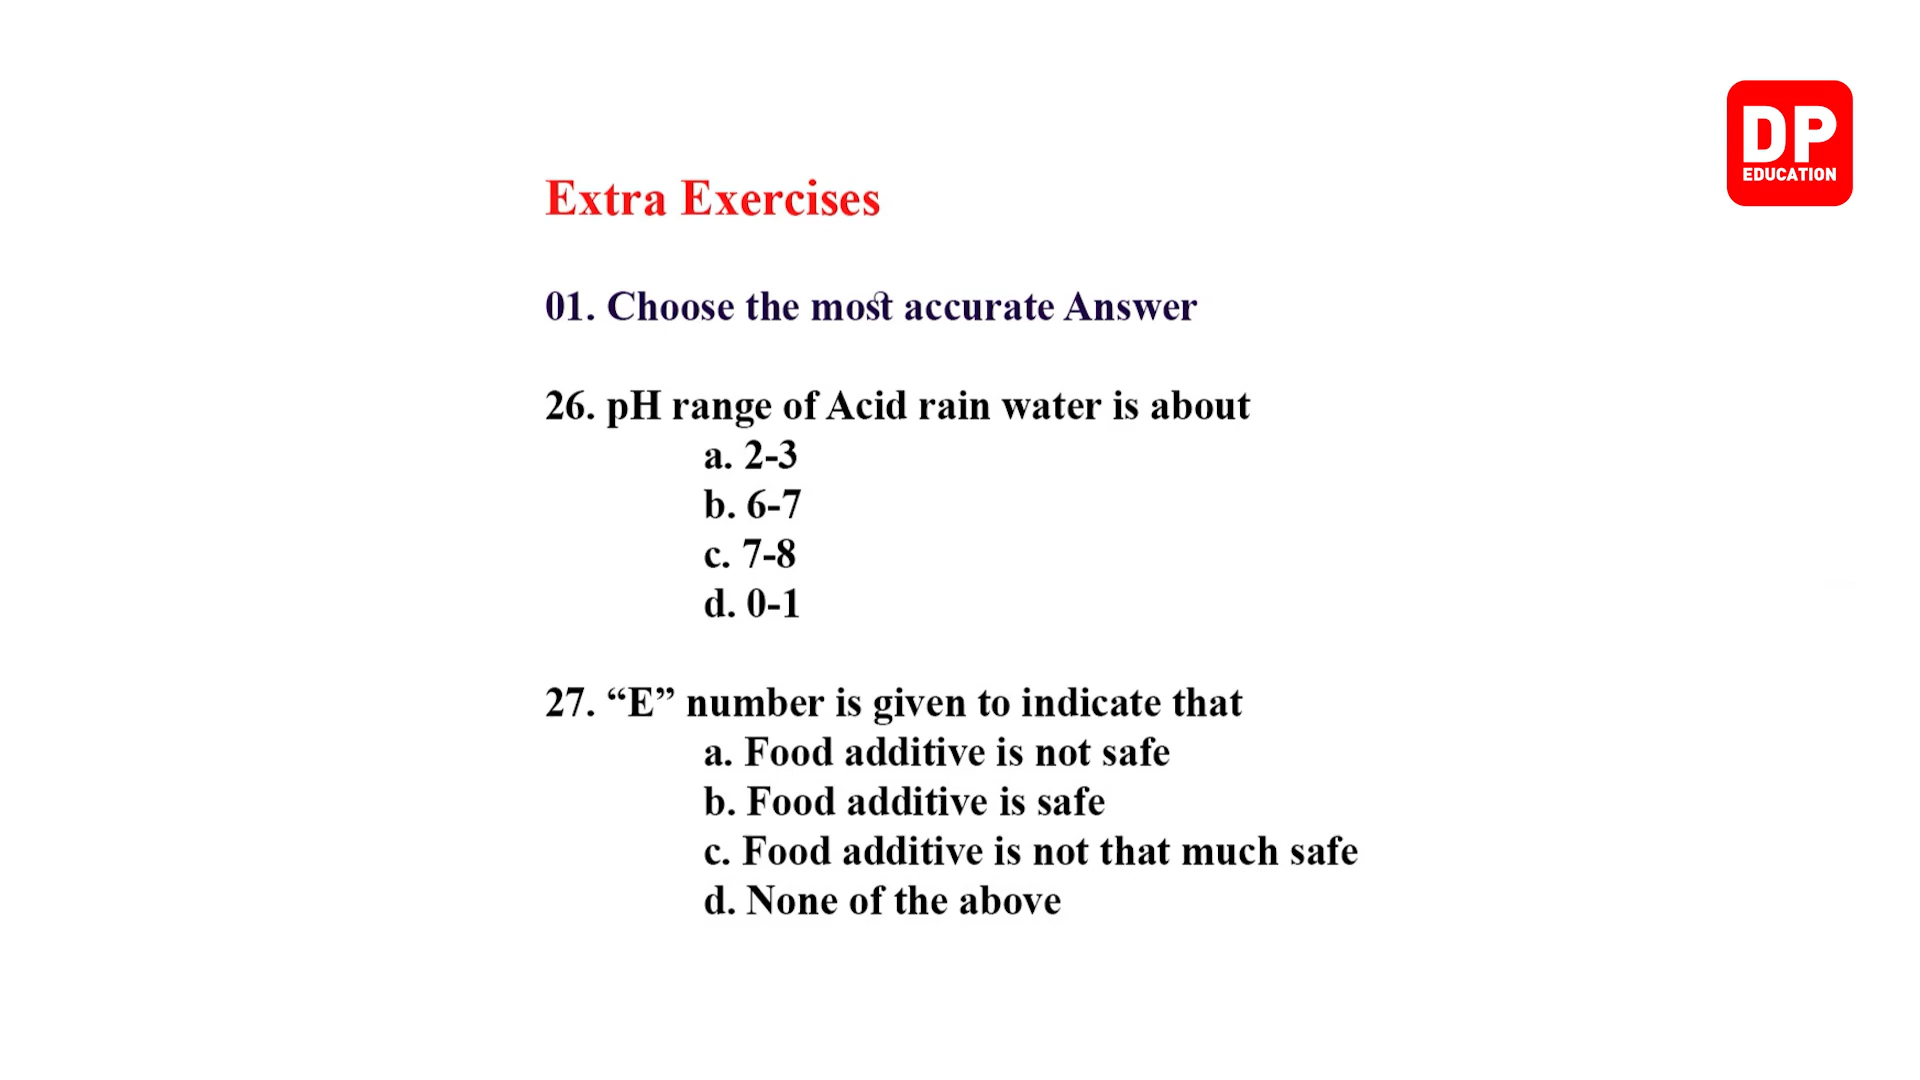 DP
EDUCATION
Extra Exercises
01. Choose the most accurate Answer
26. pH range of Acid rain water is about
a. 2-3
b. 6-7
c. 7-8
d. 0-1
27. “E” number is given to indicate that
a. Food additive is not safe
b. Food additive is safe
c. Food additive is not that much safe
d. None of the above